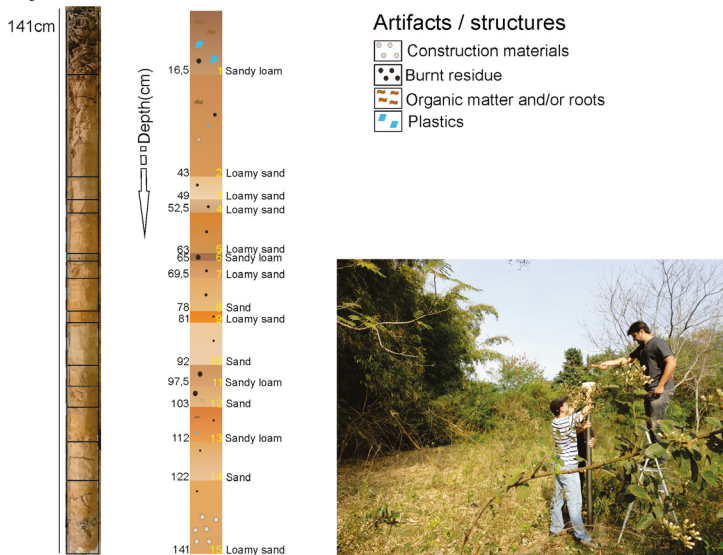 141cm
Depth(cm)
16,5 1 Sandy loam
43 2 Loamy sand
49 3 Loamy sand
52,5 4 Loamy sand
63 5 Loamy sand
65 6 Sandy loam
69,5 7 Loamy sand
78 8 Sand
81 9 Loamy sand
92 10 Sand
97,5 11 Sandy loam
103 12 Sand
112 13 Sandy loam
122 14 Sand
141 15 Loamy sand
Artifacts / structures
Construction materials
Burnt residue
Organic matter and/or roots
Plastics